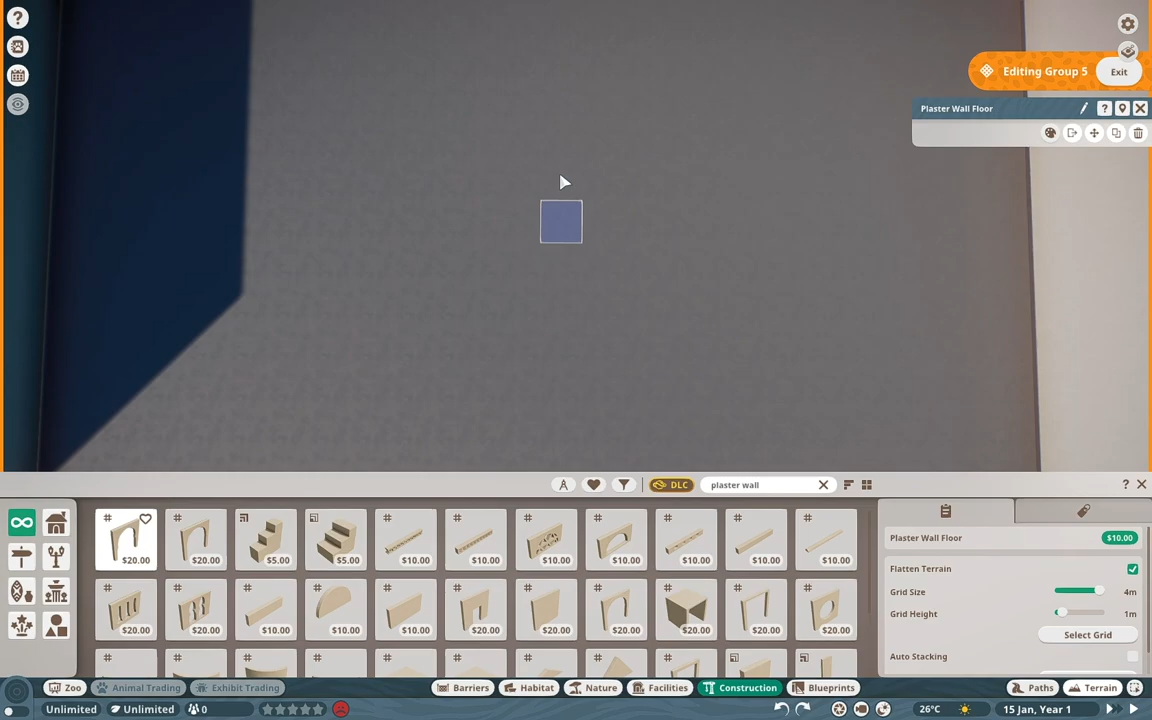 Editing Group 5
Exit
Plaster Wall Floor
DLC
plaster wall
$20.00
$20.00
$5.00
$5.00
$10.00
$10.00
$20.00
$20.00
$10.00
$10.00
$10.00
$20.00
$20.00
$10.00
$10.00
$20.00
$20.00
$20.00
$20.00
$20.00
$20.00
$20.00
Plaster Wall Floor
$10.00
Flatten Terrain
Grid Size
4m
Grid Height
1m
Select Grid
Auto Stacking
Zoo
Animal Trading
Exhibit Trading
Barriers
Habitat
Nature
Facilities
Construction
Blueprints
Paths
Terrain
Unlimited
Unlimited
0
26°C
15 Jan, Year 1